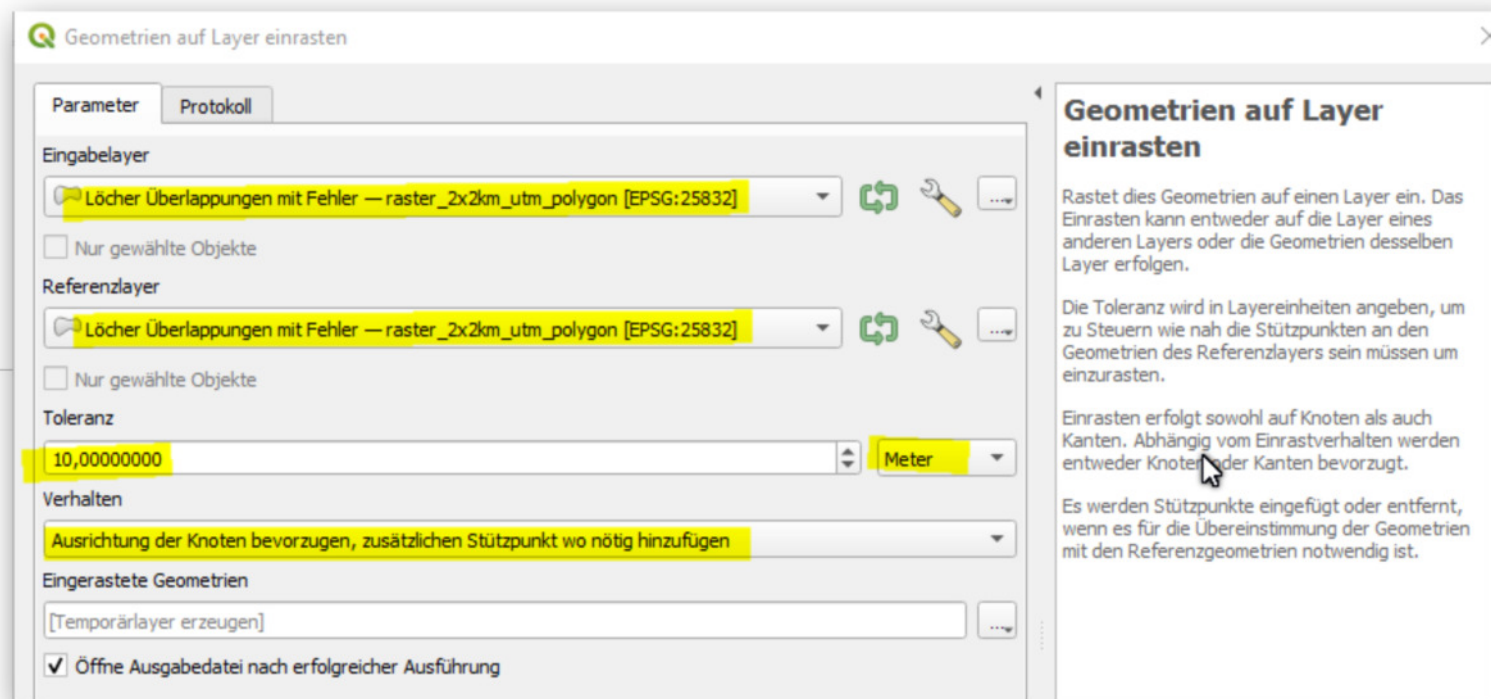 Geometrien auf Layer einrasten
Parameter
Protokoll
Eingabelayer
Löcher Überlappungen mit Fehler — raster_2x2km_utm_polygon [EPSG:25832]
...
Nur gewählte Objekte
Referenzlayer
Löcher Überlappungen mit Fehler — raster_2x2km_utm_polygon [EPSG:25832]
...
Nur gewählte Objekte
Toleranz
10,00000000
Meter
Verhalten
Ausrichtung der Knoten bevorzugen, zusätzlichen Stützpunkt wo nötig hinzufügen
Eingerastete Geometrien
[Temporärlayer erzeugen]
...
Öffne Ausgabedatei nach erfolgreicher Ausführung
Geometrien auf Layer
einrasten
Rastet dies Geometrien auf einen Layer ein. Das
Einrasten kann entweder auf die Layer eines
anderen Layers oder die Geometrien desselben
Layer erfolgen.
Die Toleranz wird in Layereinheiten angeben, um
zu Steuern wie nah die Stützpunkten an den
Geometrien des Referenzlayers sein müssen um
einzurasten.
Einrasten erfolgt sowohl auf Knoten als auch
Kanten. Abhängig vom Einrastverhalten werden
entweder Knoten oder Kanten bevorzugt.
Es werden Stützpunkte eingefügt oder entfernt,
wenn es für die Übereinstimmung der Geometrien
mit den Referenzgeometrien notwendig ist.